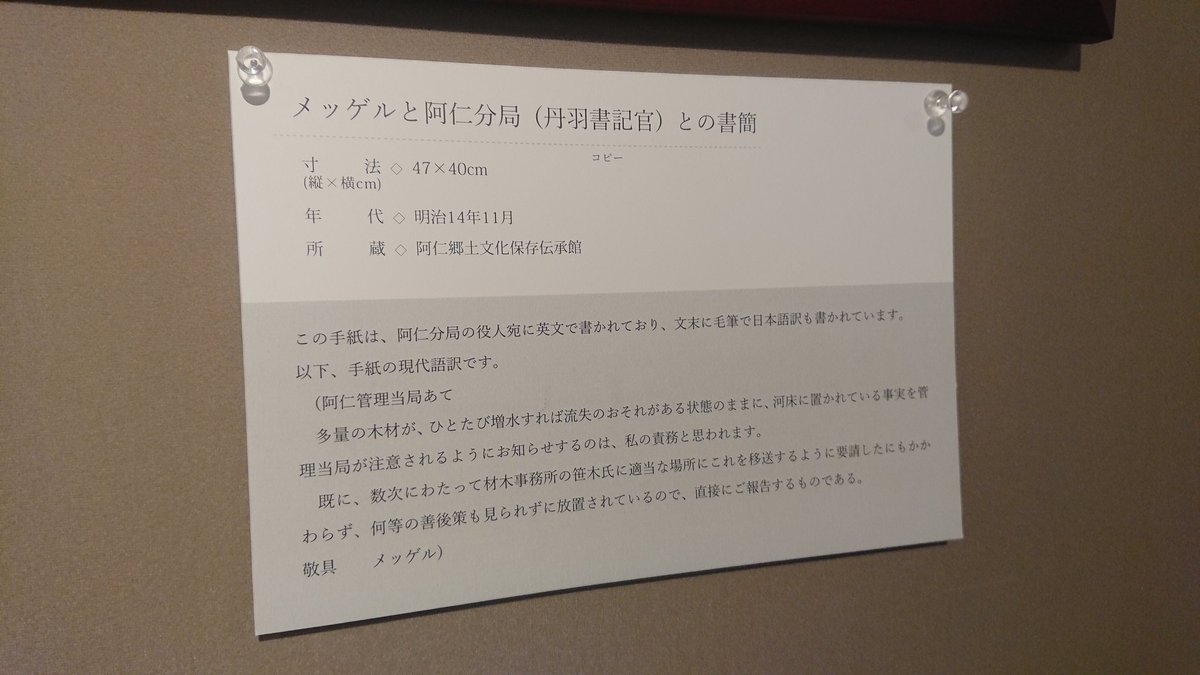 メッゲルと阿仁分局（丹羽書記官）との書簡
コピー
寸　法 ◇ 47×40cm
(縦×横cm)
年　代 ◇ 明治14年11月
所　蔵 ◇ 阿仁郷土文化保存伝承館
この手紙は、阿仁分局の役人宛に英文で書かれており、文末に毛筆で日本語訳も書かれています。
以下、手紙の現代語訳です。
(阿仁管理当局あて
多量の木材が、ひとたび増水すれば流失のおそれがある状態のままに、河床に置かれている事実を管
理当局が注意されるようにお知らせするのは、私の責務と思われます。
既に、数次にわたって材木事務所の笹木氏に適当な場所にこれを移送するように要請したにもかか
わらず、何等の善後策も見られずに放置されているので、直接にご報告するものである。
敬具　　メッゲル)